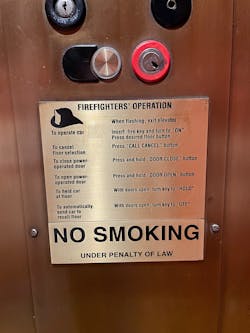 FIREFIGHTERS' OPERATION
When flashing, exit elevator
To operate car
Insert fire key and turn to "ON"
Press desired floor button
To cancel
floor selection
Press "CALL CANCEL" button
To close power-
operated door
Press and hold "DOOR CLOSE" button
To open power-
operated door
Press and hold "DOOR OPEN" button
To hold car
at floor
With doors open, turn key to "HOLD"
To automatically
send car to
recall floor
With doors open, turn key to "OFF"
NO SMOKING
UNDER PENALTY OF LAW